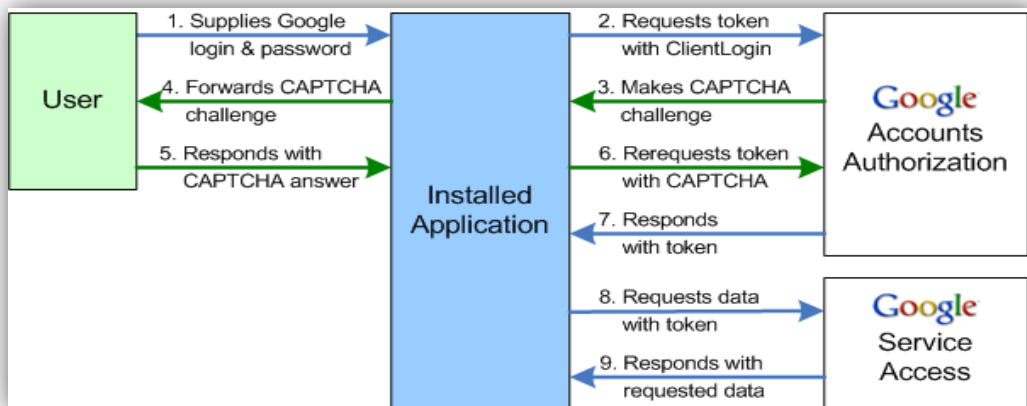 1. Supplies Google
login & password
2. Requests token
with ClientLogin
User
4. Forwards CAPTCHA
challenge
3. Makes CAPTCHA
challenge
Google
Accounts
Authorization
5. Responds with
CAPTCHA answer
6. Rerequests token
with CAPTCHA
Installed
Application
7. Responds
with token
8. Requests data
with token
Google
Service
Access
9. Responds with
requested data